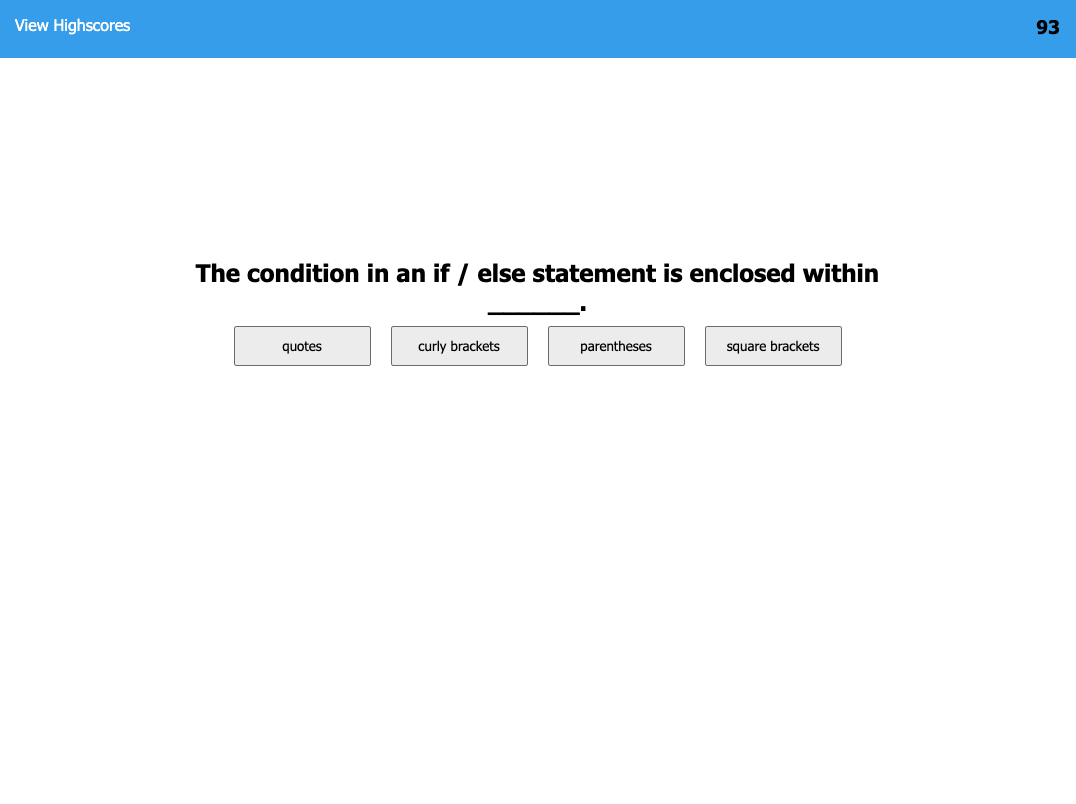 View Highscores
93
The condition in an if / else statement is enclosed within
______.
quotes
curly brackets
parentheses
square brackets